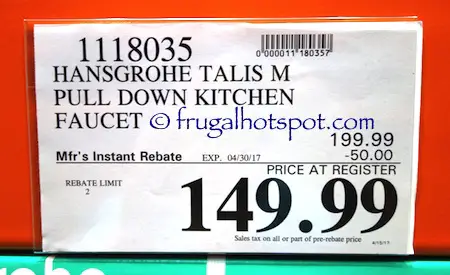 1118035
0000011180357
HANSGROHE TALIS M
PULL DOWN KITCHEN
FAUCET
© frugalhotspot.com
199.99
Mfr's Instant Rebate EXP. 04/30/17 -50.00
PRICE AT REGISTER
REBATE LIMIT
2
149.99
Sales tax on all or part of pre-rebate price